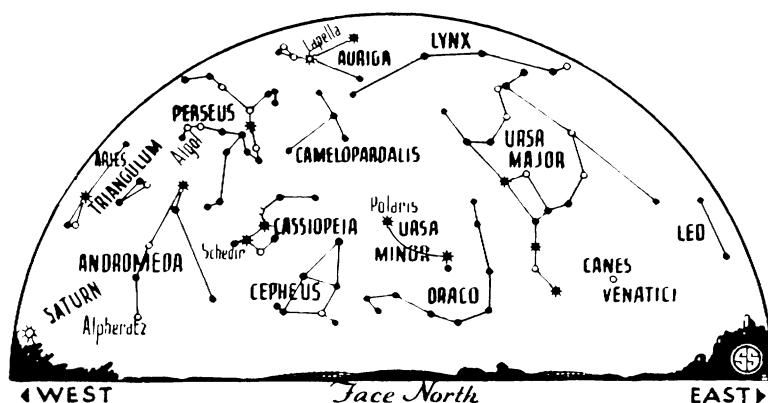 Capella
AURIGA
LYNX
PERSEUS
Algol
ARIES
TRIANGULUM
CAMELOPARDALIS
URSA
MAJOR
Polaris
URSA
MINOR
CASSIOPEIA
Schedir
LEO
ANDROMEDA
CEPHEUS
DRACO
CANES
VENATICI
SATURN
Alpheratz
SS
WEST
Face North
EAST